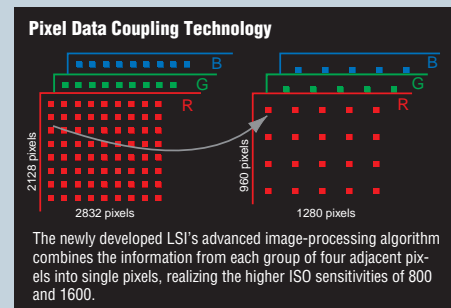 Pixel Data Coupling Technology
B
G
R
2128 pixels
2832 pixels
B
G
R
960 pixels
1280 pixels
The newly developed LSI's advanced image-processing algorithm
combines the information from each group of four adjacent pix-
els into single pixels, realizing the higher ISO sensitivities of 800
and 1600.